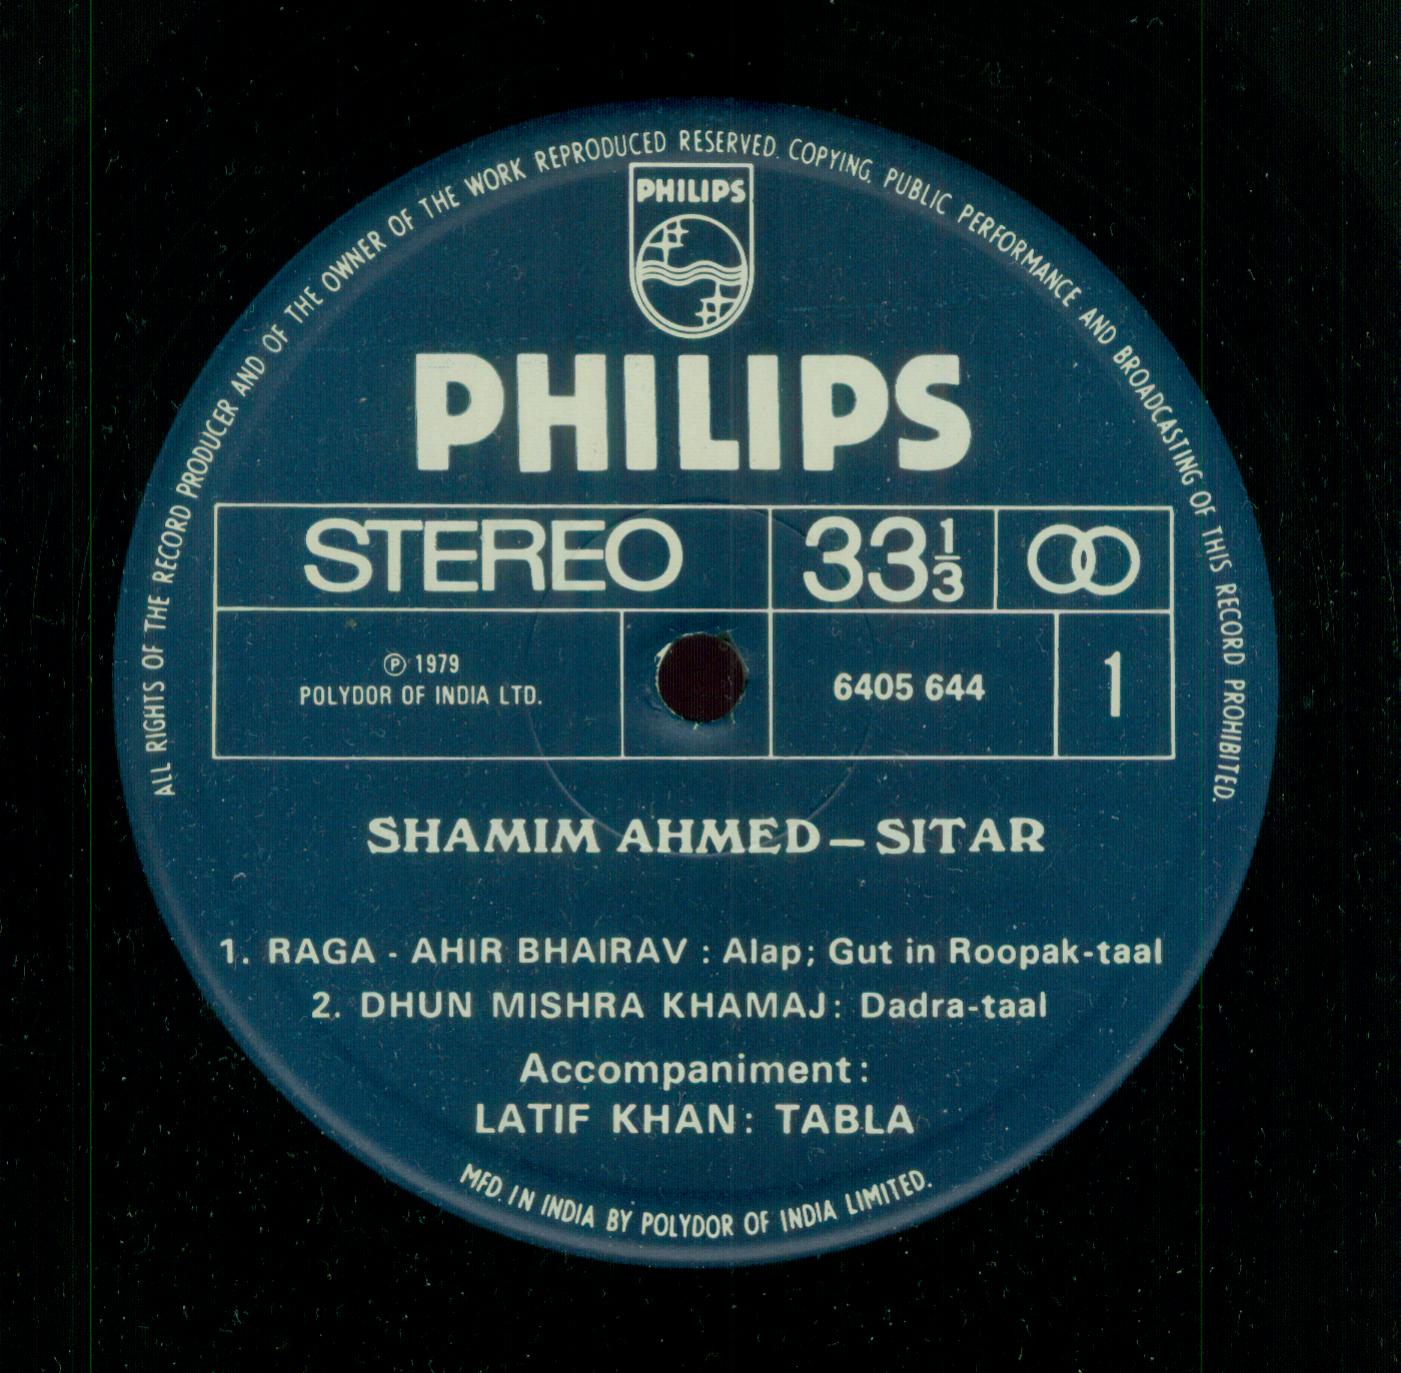 ALL RIGHTS OF THE RECORD PRODUCER AND OF THE OWNER OF THE WORK REPRODUCED RESERVED. COPYING, PUBLIC PERFORMANCE AND BROADCASTING OF THIS RECORD PROHIBITED.
PHILIPS
PHILIPS
STEREO
33 1/3
℗ 1979
POLYDOR OF INDIA LTD.
6405 644
1
SHAMIM AHMED – SITAR
1. RAGA - AHIR BHAIRAV : Alap; Gut in Roopak-taal
2. DHUN MISHRA KHAMAJ: Dadra-taal
Accompaniment:
LATIF KHAN: TABLA
MFD. IN INDIA BY POLYDOR OF INDIA LIMITED.